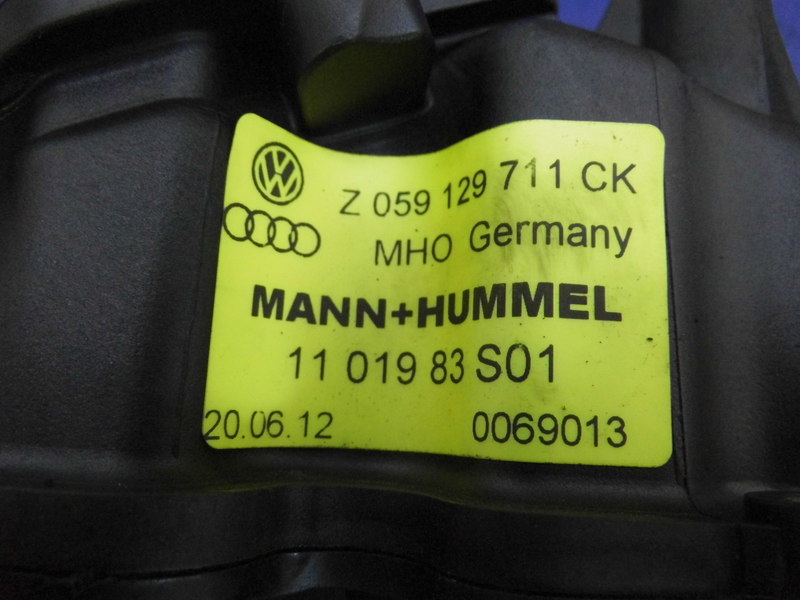 Z 059 129 711 CK
MHO Germany
MANN+HUMMEL
11 019 83 S01
20.06.12 0069013